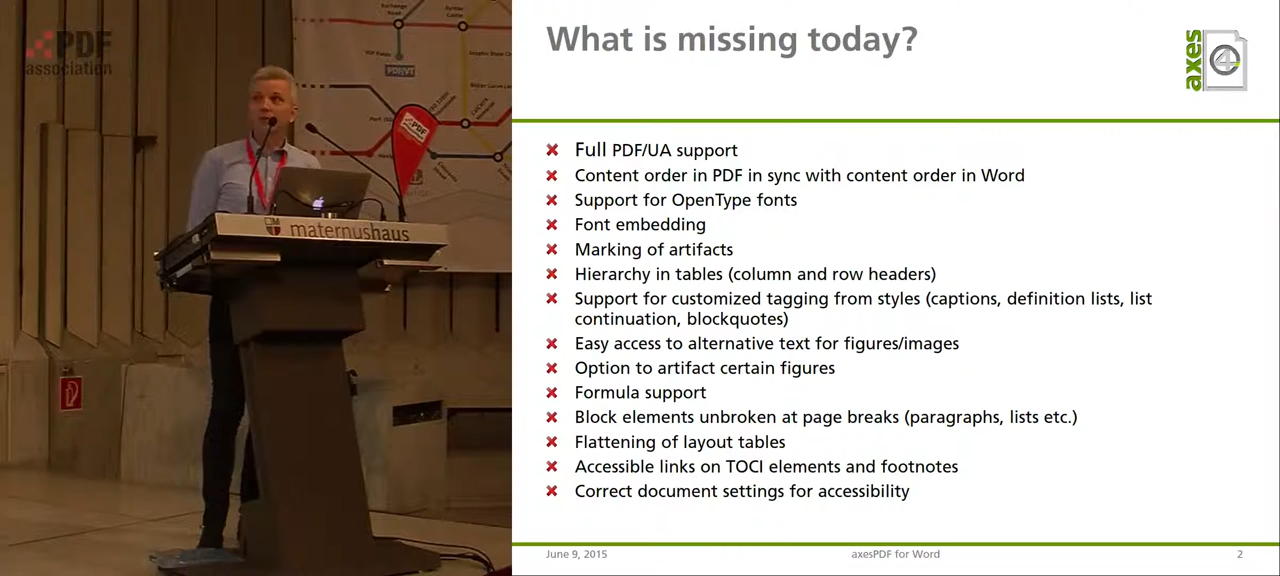 PDF
association
PDF/VT
PDF
maternushaus
What is missing today?
axes
4
Full PDF/UA support
Content order in PDF in sync with content order in Word
Support for OpenType fonts
Font embedding
Marking of artifacts
Hierarchy in tables (column and row headers)
Support for customized tagging from styles (captions, definition lists, list
continuation, blockquotes)
Easy access to alternative text for figures/images
Option to artifact certain figures
Formula support
Block elements unbroken at page breaks (paragraphs, lists etc.)
Flattening of layout tables
Accessible links on TOCI elements and footnotes
Correct document settings for accessibility
June 9, 2015
axesPDF for Word
2